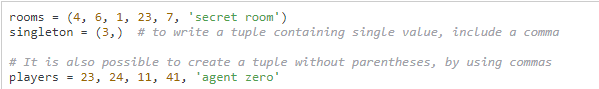 rooms = (4, 6, 1, 23, 7, 'secret room')
singleton = (3,)  # to write a tuple containing single value, include a comma
# It is also possible to create a tuple without parentheses, by using commas
players = 23, 24, 11, 41, 'agent zero'